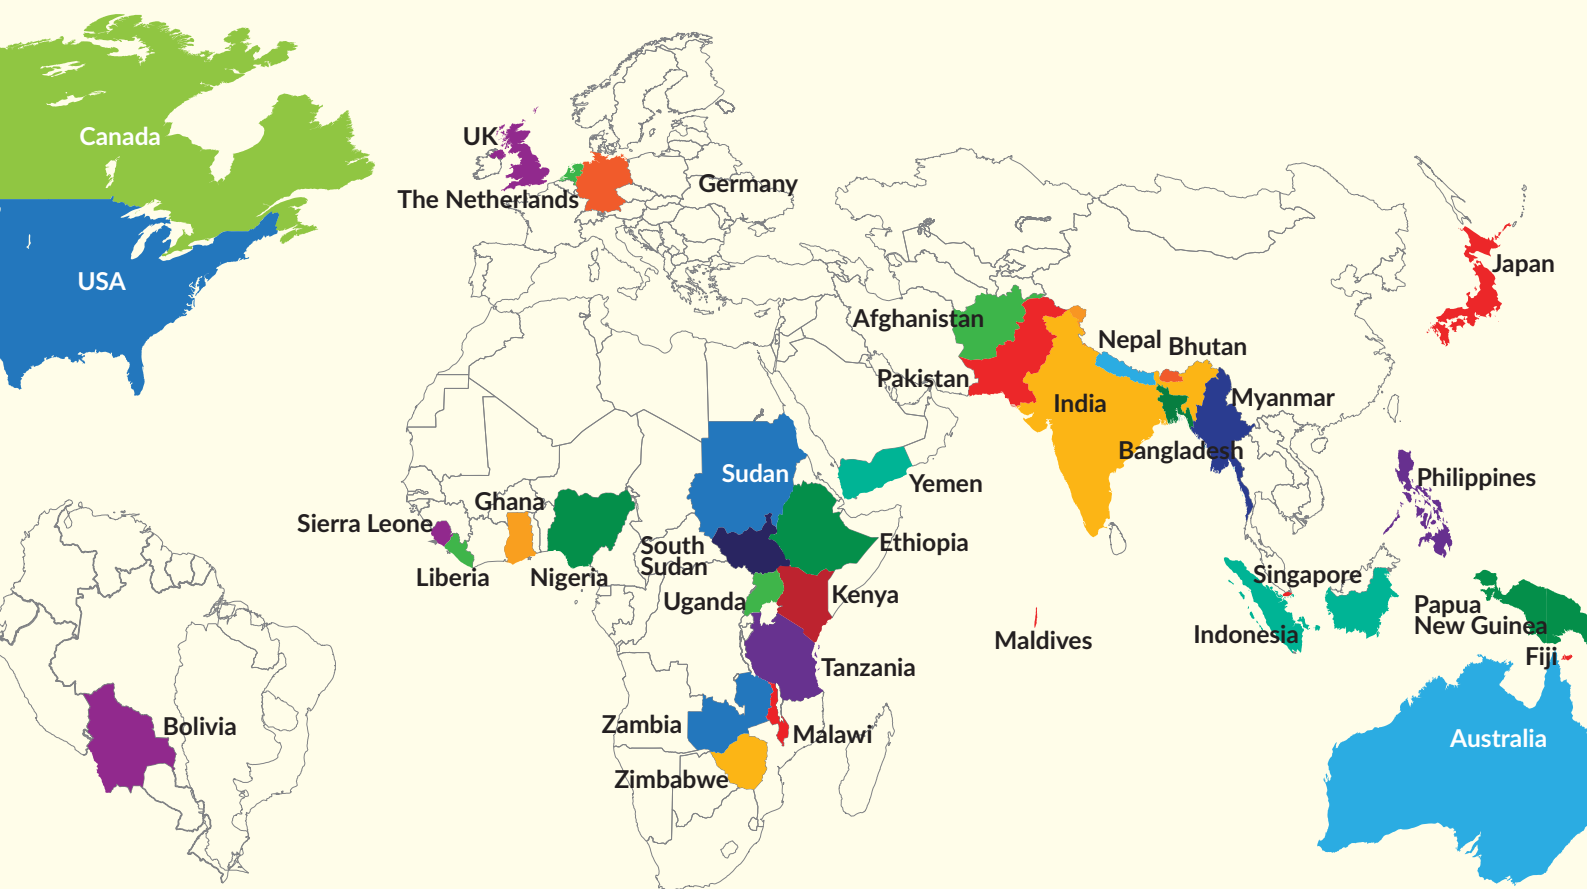 Canada
USA
UK
The Netherlands
Germany
Japan
Afghanistan
Pakistan
Nepal
Bhutan
India
Myanmar
Bangladesh
Philippines
Sudan
Yemen
Ghana
Sierra Leone
Liberia
Nigeria
South
Sudan
Ethiopia
Uganda
Kenya
Singapore
Maldives
Indonesia
Papua
New Guinea
Fiji
Tanzania
Bolivia
Zambia
Malawi
Zimbabwe
Australia